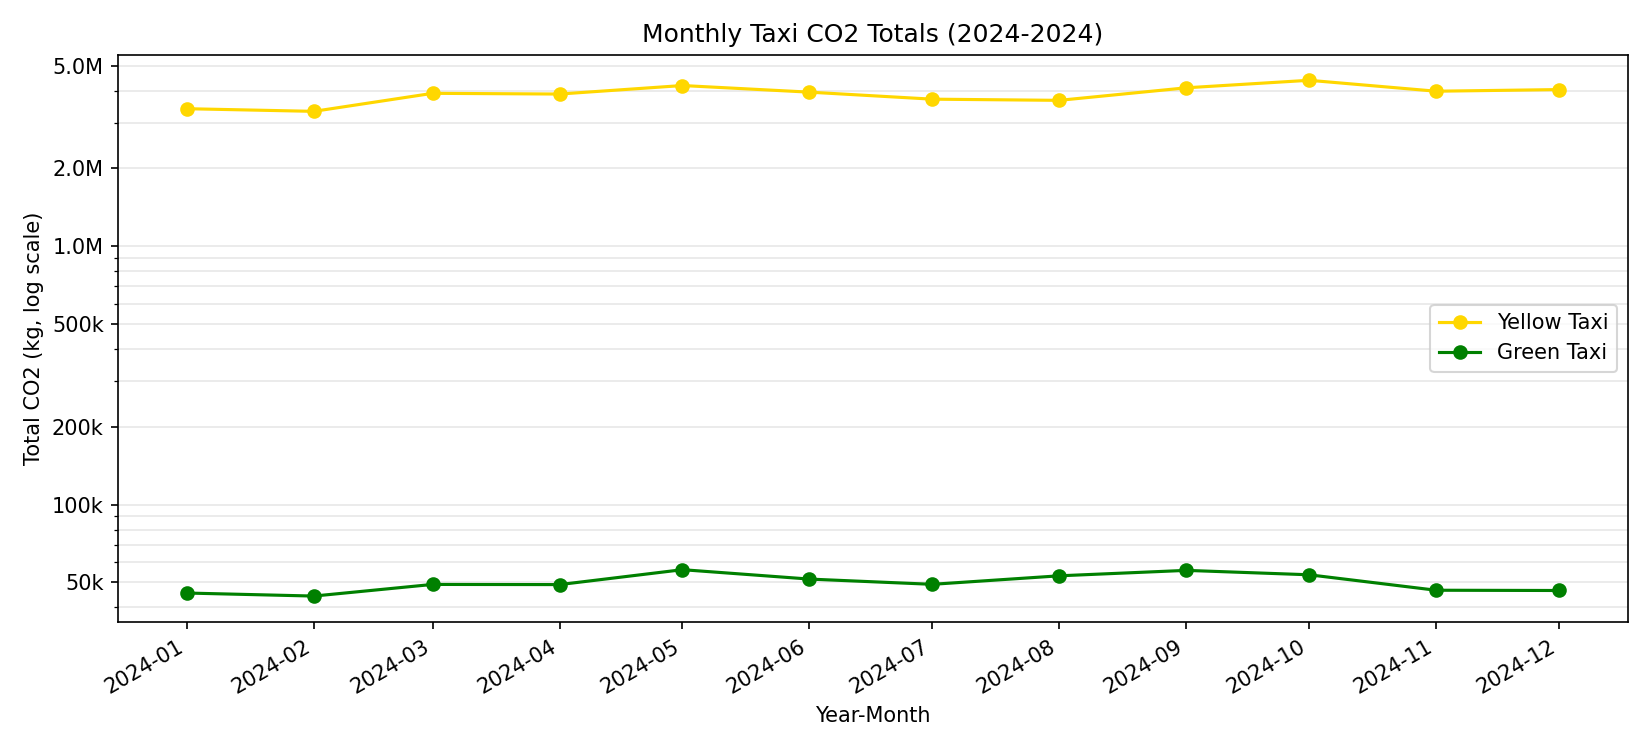 Monthly Taxi CO2 Totals (2024-2024)
Total CO2 (kg, log scale)
5.0M
2.0M
1.0M
500k
200k
100k
50k
Yellow Taxi
Green Taxi
2024-01
2024-02
2024-03
2024-04
2024-05
2024-06
2024-07
2024-08
2024-09
2024-10
2024-11
2024-12
Year-Month